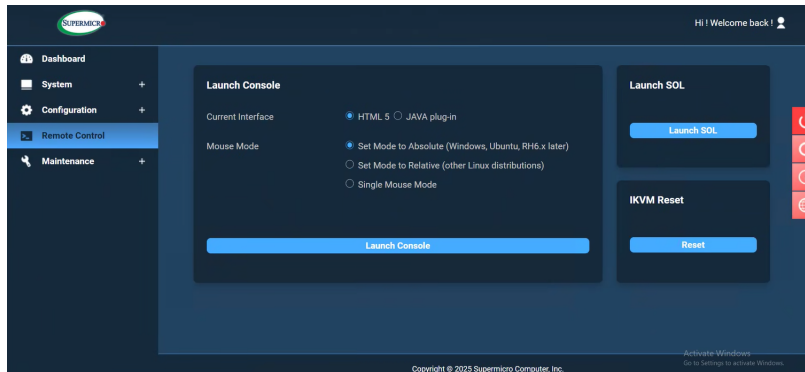 SUPERMICR
Hi ! Welcome back !
Dashboard
System +
Configuration +
Remote Control
Maintenance +
Launch Console
Current Interface HTML 5 JAVA plug-in
Mouse Mode Set Mode to Absolute (Windows, Ubuntu, RH6.x later)
Set Mode to Relative (other Linux distributions)
Single Mouse Mode
Launch Console
Launch SOL
Launch SOL
IKVM Reset
Reset
Activate Windows
Go to Settings to activate Windows.
Copyright © 2025 Supermicro Computer, Inc.